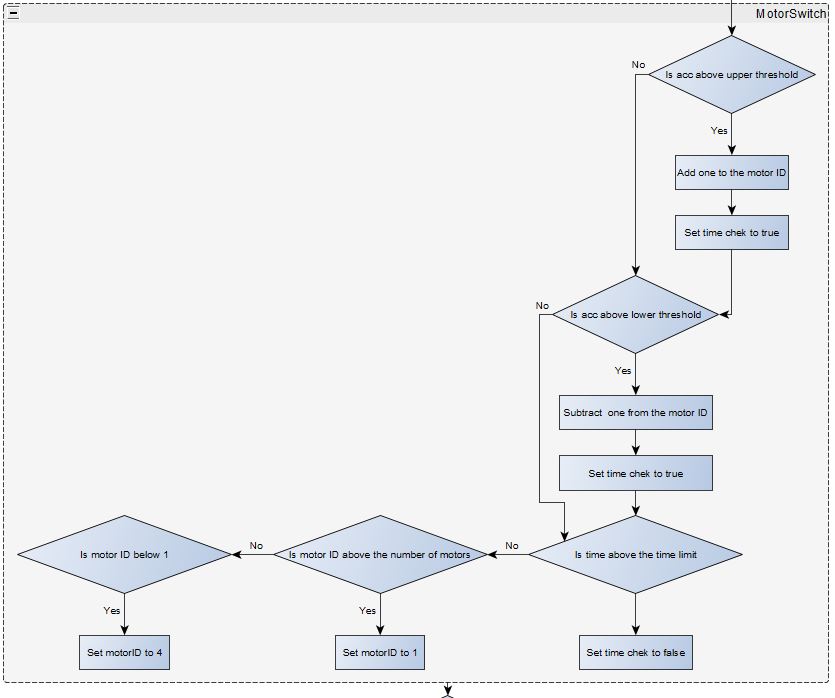 MotorSwitch
Is acc above upper threshold
No
Yes
Add one to the motor ID
Set time chek to true
Is acc above lower threshold
No
Yes
Subtract one from the motor ID
Set time chek to true
Is time above the time limit
No
Is motor ID above the number of motors
No
Is motor ID below 1
Yes
Yes
Set motorID to 4
Set motorID to 1
Set time chek to false